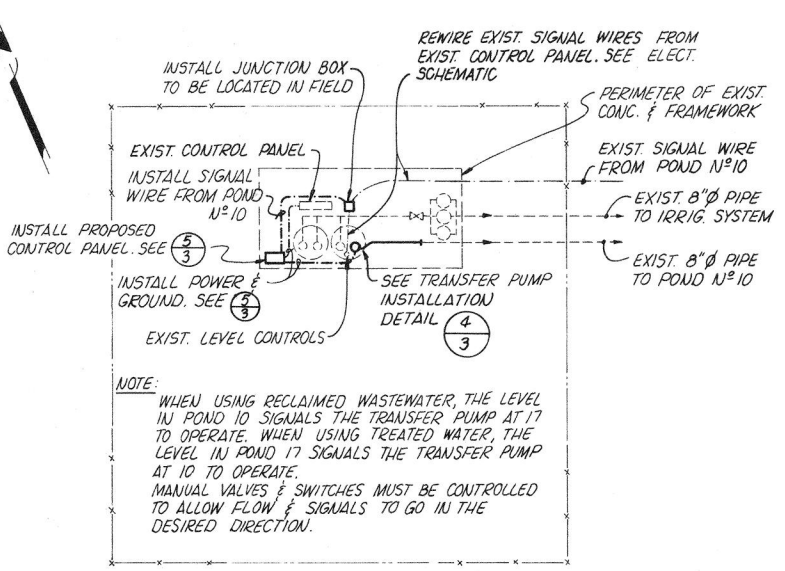 REWIRE EXIST. SIGNAL WIRES FROM
EXIST. CONTROL PANEL. SEE ELECT.
SCHEMATIC
INSTALL JUNCTION BOX
TO BE LOCATED IN FIELD
PERIMETER OF EXIST.
CONC. & FRAMEWORK
EXIST. CONTROL PANEL
EXIST. SIGNAL WIRE
FROM POND Nº10
INSTALL SIGNAL
WIRE FROM POND
Nº10
EXIST. 8"Ø PIPE
TO IRRIG. SYSTEM
INSTALL PROPOSED
CONTROL PANEL. SEE 5
3
EXIST. 8"Ø PIPE
TO POND Nº10
INSTALL POWER &
GROUND. SEE 5
3
SEE TRANSFER PUMP
INSTALLATION
DETAIL 4
3
EXIST. LEVEL CONTROLS
NOTE:
WHEN USING RECLAIMED WASTEWATER, THE LEVEL
IN POND 10 SIGNALS THE TRANSFER PUMP AT 17
TO OPERATE. WHEN USING TREATED WATER, THE
LEVEL IN POND 17 SIGNALS THE TRANSFER PUMP
AT 10 TO OPERATE.
MANUAL VALVES & SWITCHES MUST BE CONTROLLED
TO ALLOW FLOW & SIGNALS TO GO IN THE
DESIRED DIRECTION.